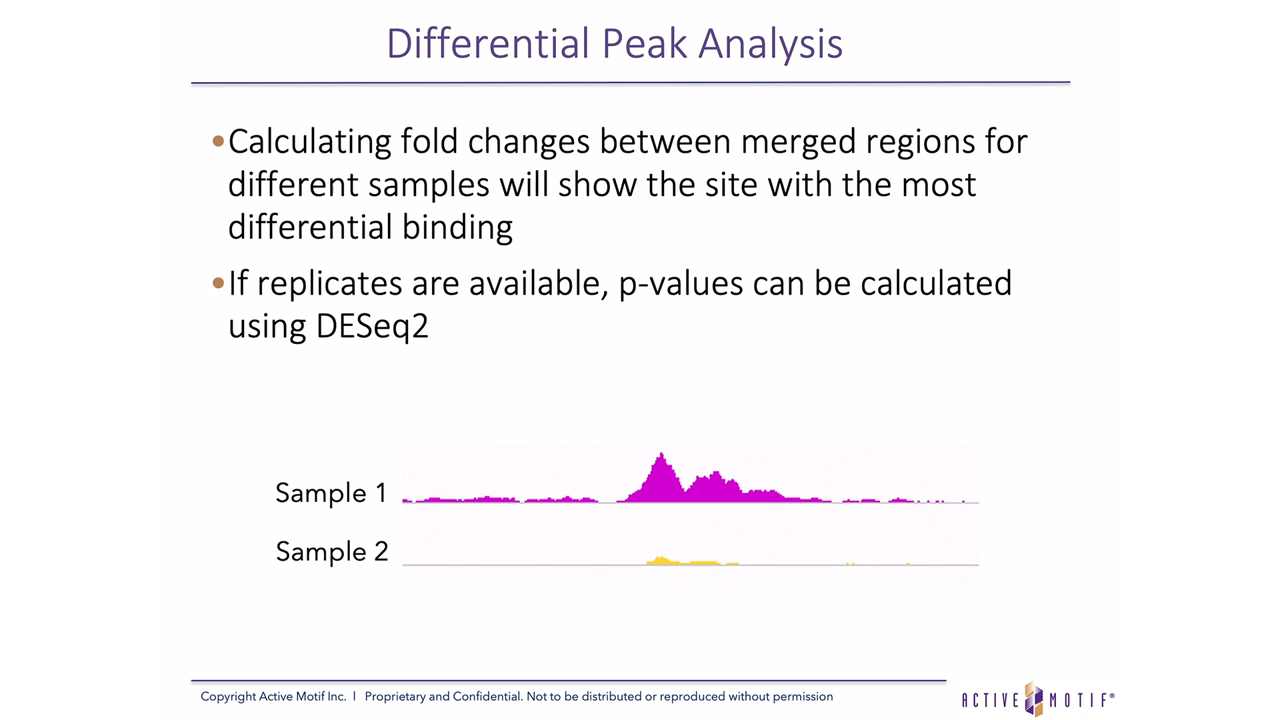 Differential Peak Analysis
•Calculating fold changes between merged regions for
different samples will show the site with the most
differential binding
•If replicates are available, p-values can be calculated
using DESeq2
Sample 1
Sample 2
Copyright Active Motif Inc. | Proprietary and Confidential. Not to be distributed or reproduced without permission
ACTIVE MOTIF®